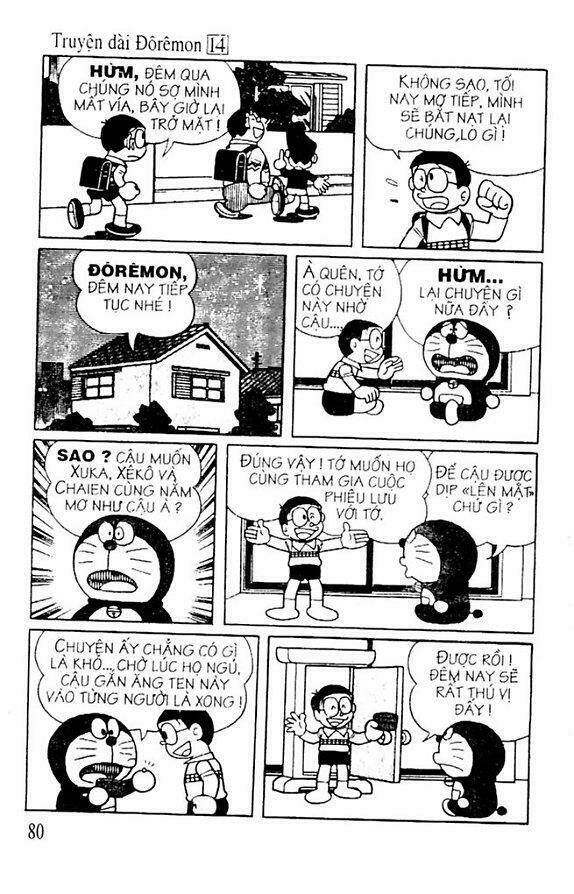 Truyện dài Đôrêmon 14
HỪM, ĐÊM QUA
CHÚNG NÓ SỢ MÌNH
MẤT VÍA, BÂY GIỜ LẠI
TRỞ MẶT !
KHÔNG SAO, TỐI
NAY MƠ TIẾP, MÌNH
SẼ BẮT NẠT LẠI
CHÚNG, LO GÌ !
ĐÔRÊMON,
ĐÊM NAY TIẾP
TỤC NHÉ !
À QUÊN, TỚ
CÓ CHUYỆN
NÀY NHỜ
CẬU....
HỪM...
LẠI CHUYỆN GÌ
NỮA ĐÂY ?
SAO ? CẬU MUỐN
XUKA, XÊKÔ VÀ
CHAIEN CÙNG NẰM
MƠ NHƯ CẬU À ?
ĐÚNG VẬY ! TỚ MUỐN HỌ
CÙNG THAM GIA CUỘC
PHIÊU LƯU
VỚI TỚ.
ĐỂ CẬU ĐƯỢC
DỊP «LÊN MẶT»
CHỨ GÌ ?
CHUYỆN ẤY CHẲNG CÓ GÌ
LÀ KHÓ... CHỜ LÚC HỌ NGỦ,
CẬU GẮN ĂNG TEN NÀY
VÀO TỪNG NGƯỜI LÀ XONG !
ĐƯỢC RỒI !
ĐÊM NAY SẼ
RẤT THÚ VỊ
ĐẤY !
80